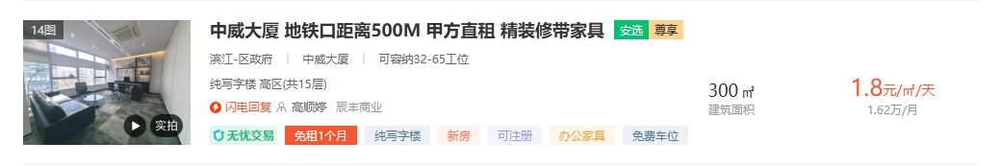 14图
实拍
中威大厦 地铁口距离500M 甲方直租 精装修带家具 安选 尊享
滨江-区政府 中威大厦 可容纳32-65工位
纯写字楼 高区(共15层)
闪电回复 高顺婷 辰丰商业
无忧交易 免租1个月 纯写字楼 新房 可注册 办公家具 免费车位
300 ㎡
建筑面积
1.8元/㎡/天
1.62万/月